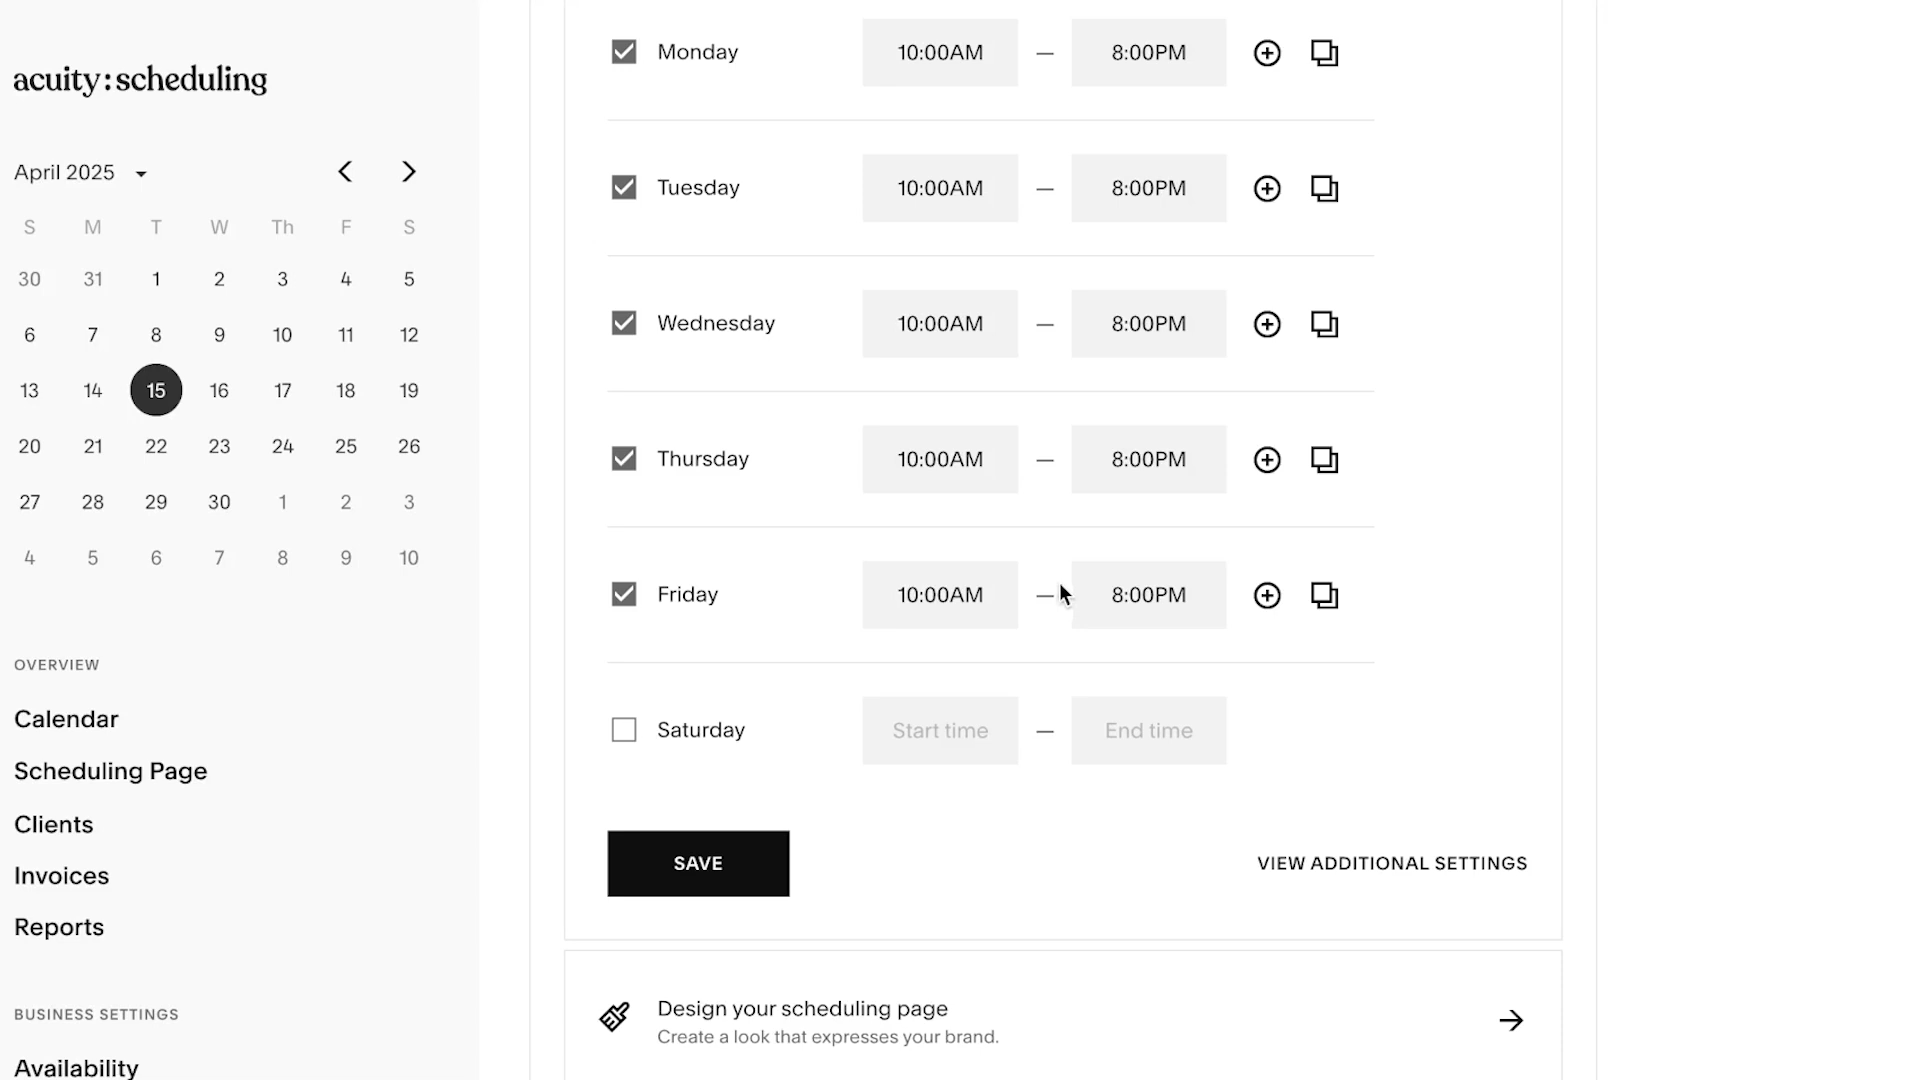 acuity:scheduling
April 2025
S M T W Th F S
30 31 1 2 3 4 5
6 7 8 9 10 11 12
13 14 15 16 17 18 19
20 21 22 23 24 25 26
27 28 29 30 1 2 3
4 5 6 7 8 9 10
OVERVIEW
Calendar
Scheduling Page
Clients
Invoices
Reports
BUSINESS SETTINGS
Availability
Monday 10:00AM — 8:00PM
Tuesday 10:00AM — 8:00PM
Wednesday 10:00AM — 8:00PM
Thursday 10:00AM — 8:00PM
Friday 10:00AM — 8:00PM
Saturday Start time — End time
SAVE
VIEW ADDITIONAL SETTINGS
Design your scheduling page
Create a look that expresses your brand.